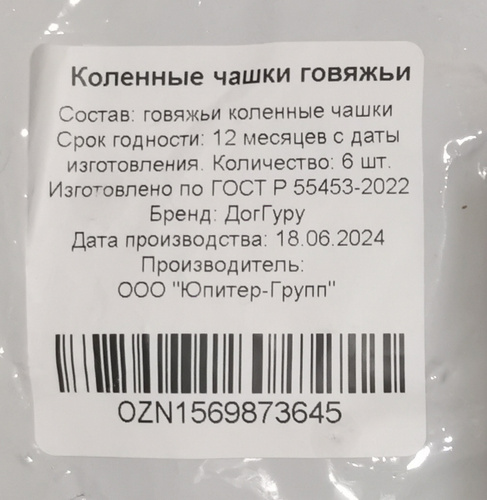 Коленные чашки говяжьи
Состав: говяжьи коленные чашки
Срок годности: 12 месяцев с даты
изготовления. Количество: 6 шт.
Изготовлено по ГОСТ Р 55453-2022
Бренд: ДогГуру
Дата производства: 18.06.2024
Производитель:
ООО "Юпитер-Групп"
OZN1569873645